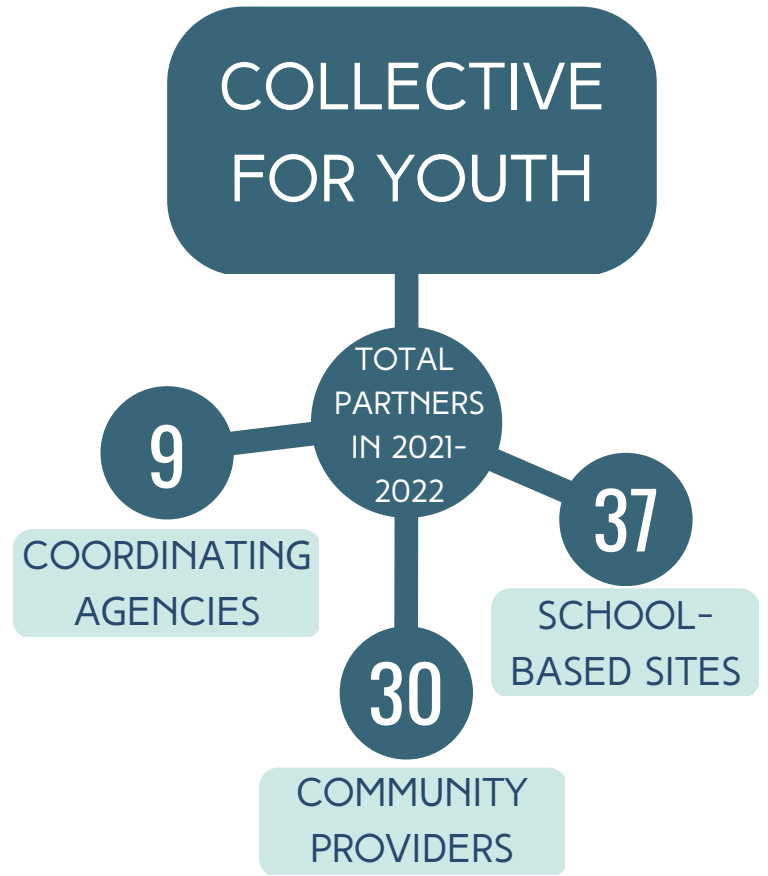 COLLECTIVE
FOR YOUTH
TOTAL
PARTNERS
IN 2021-
2022
9
COORDINATING
AGENCIES
30
COMMUNITY
PROVIDERS
37
SCHOOL-
BASED SITES